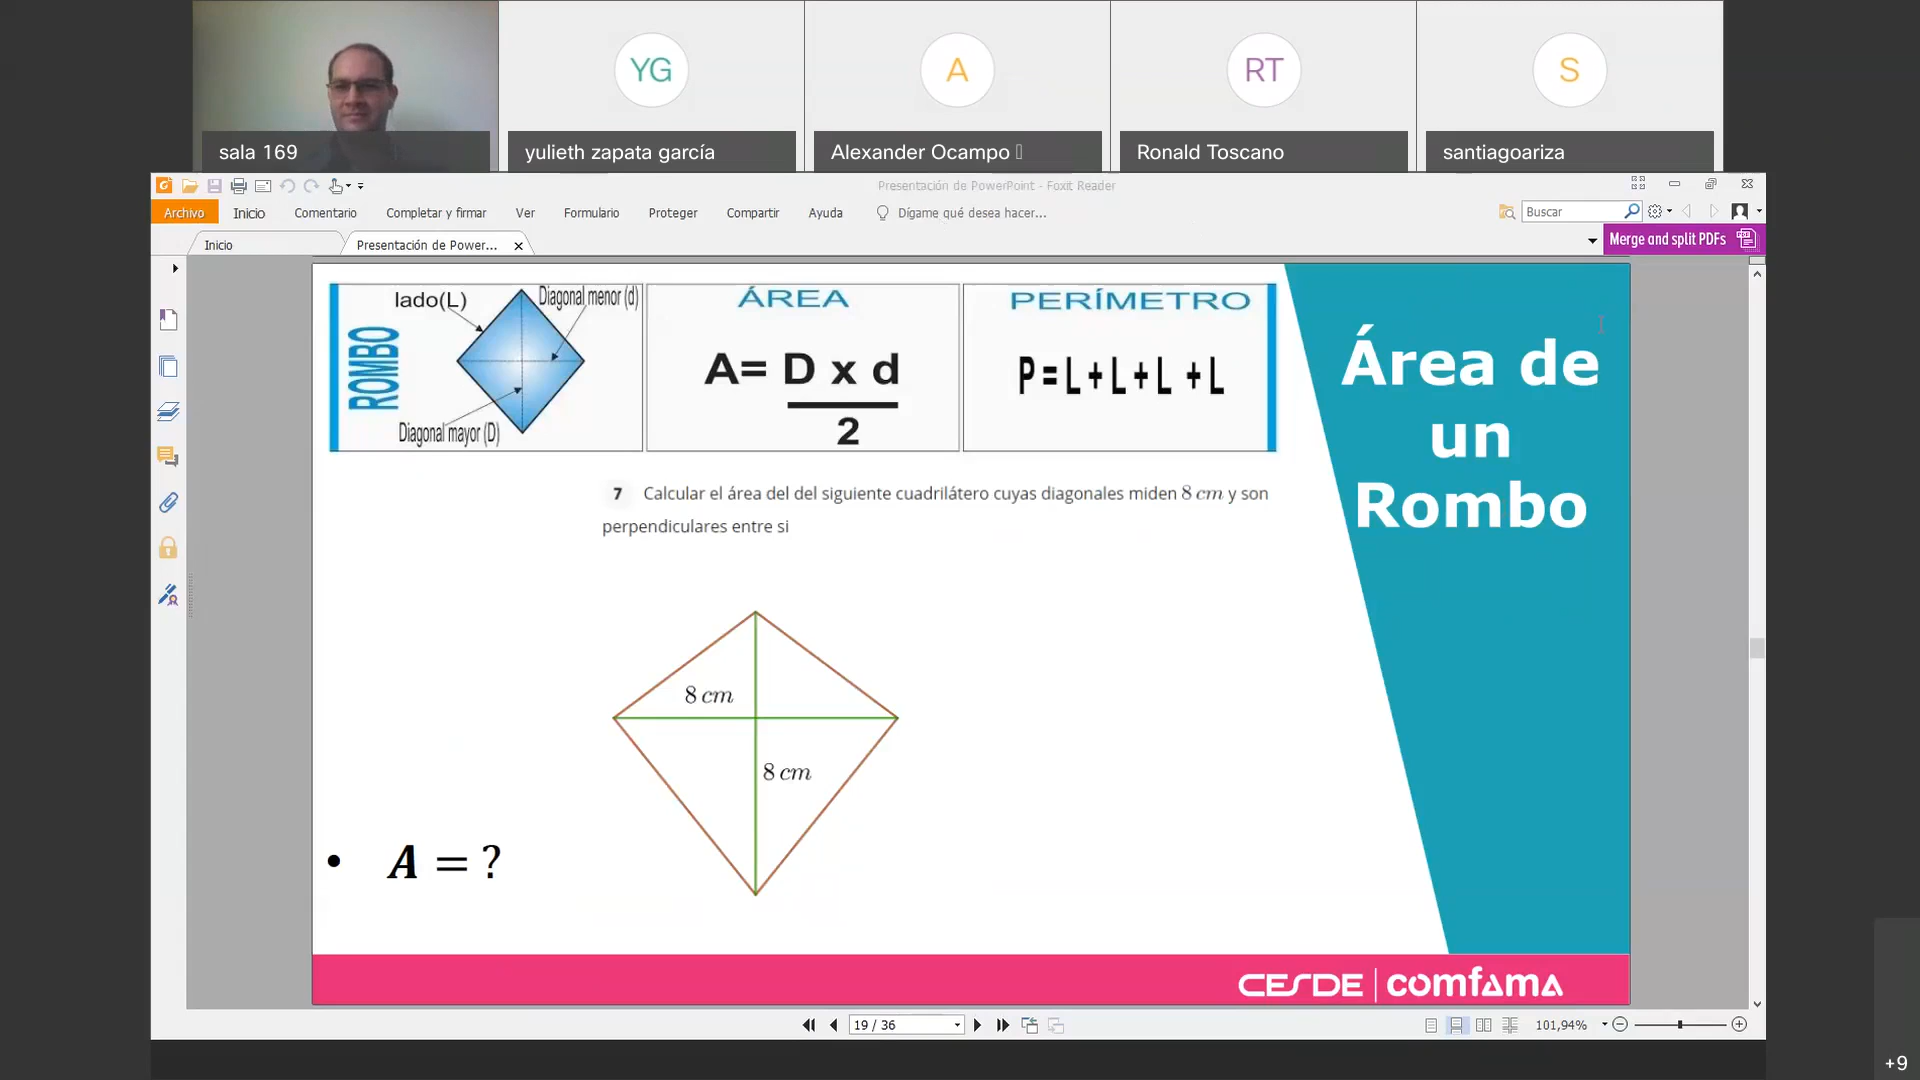 YG
A
RT
S
sala 169
yulieth zapata garcía
Alexander Ocampo
Ronald Toscano
santiagoariza
Presentación de PowerPoint - Foxit Reader
Archivo
Inicio
Comentario
Completar y firmar
Ver
Formulario
Proteger
Compartir
Ayuda
Dígame qué desea hacer...
Buscar
Inicio
Presentación de Power...
Merge and split PDFs
ROMBO
lado(L)
Diagonal menor (d)
Diagonal mayor (D)
ÁREA
A= D x d
2
PERÍMETRO
P=L+L+L +L
Área de
un
Rombo
7 Calcular el área del del siguiente cuadrilátero cuyas diagonales miden 8 cm y son
perpendiculares entre si
8 cm
8 cm
• A = ?
CESDE | comfama
19 / 36
101,94%
+9